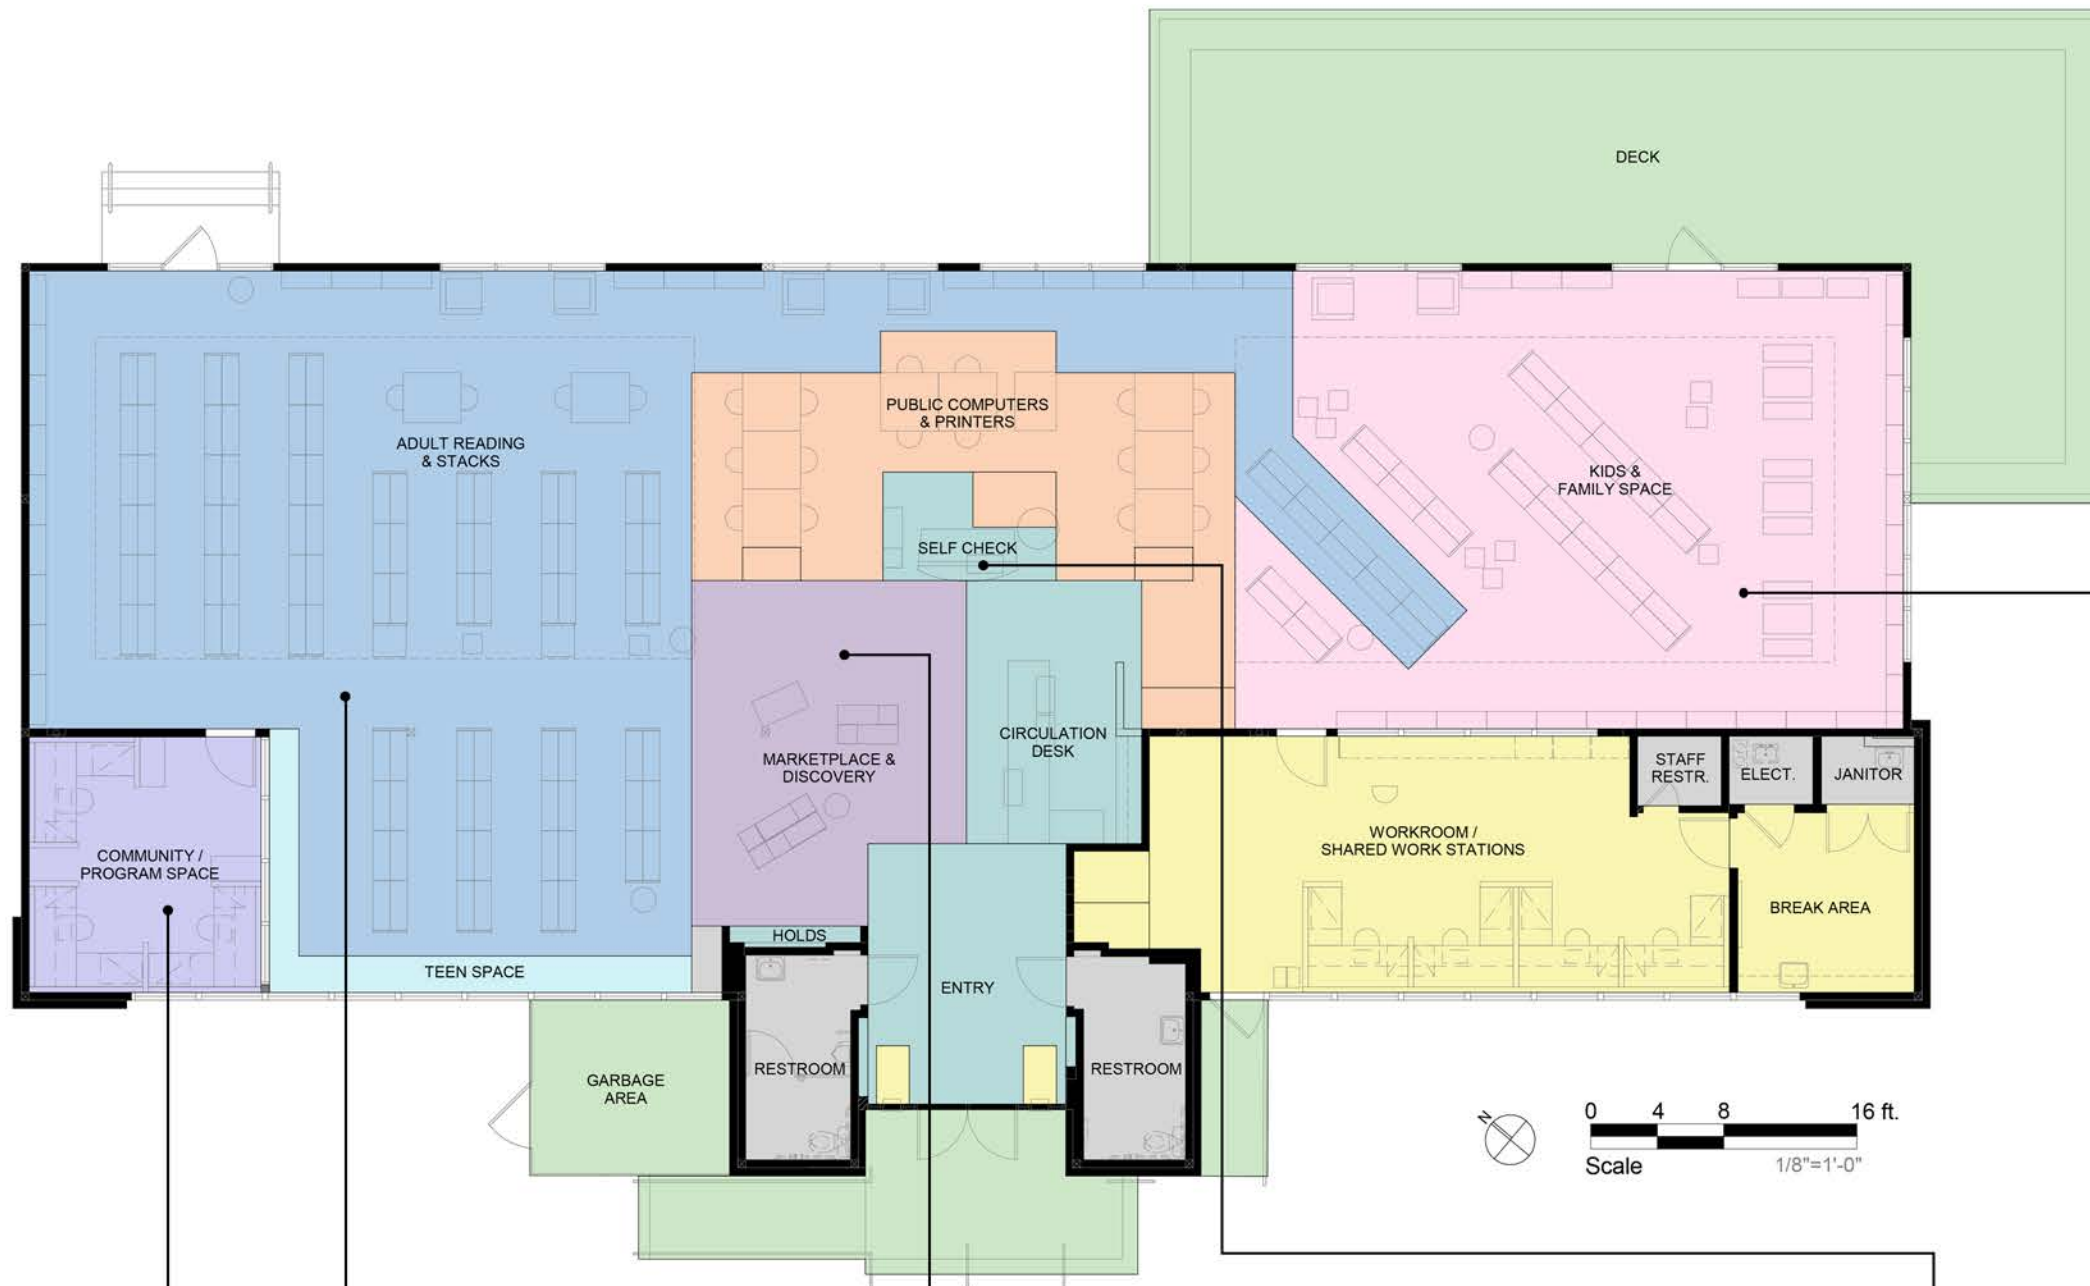 DECK
PUBLIC COMPUTERS
& PRINTERS
ADULT READING
& STACKS
KIDS &
FAMILY SPACE
SELF CHECK
CIRCULATION
DESK
MARKETPLACE &
DISCOVERY
STAFF
RESTR.
ELECT.
JANITOR
WORKROOM /
SHARED WORK STATIONS
COMMUNITY /
PROGRAM SPACE
BREAK AREA
HOLDS
TEEN SPACE
ENTRY
RESTROOM
RESTROOM
GARBAGE
AREA
N
0 4 8 16 ft.
Scale 1/8"=1'-0"